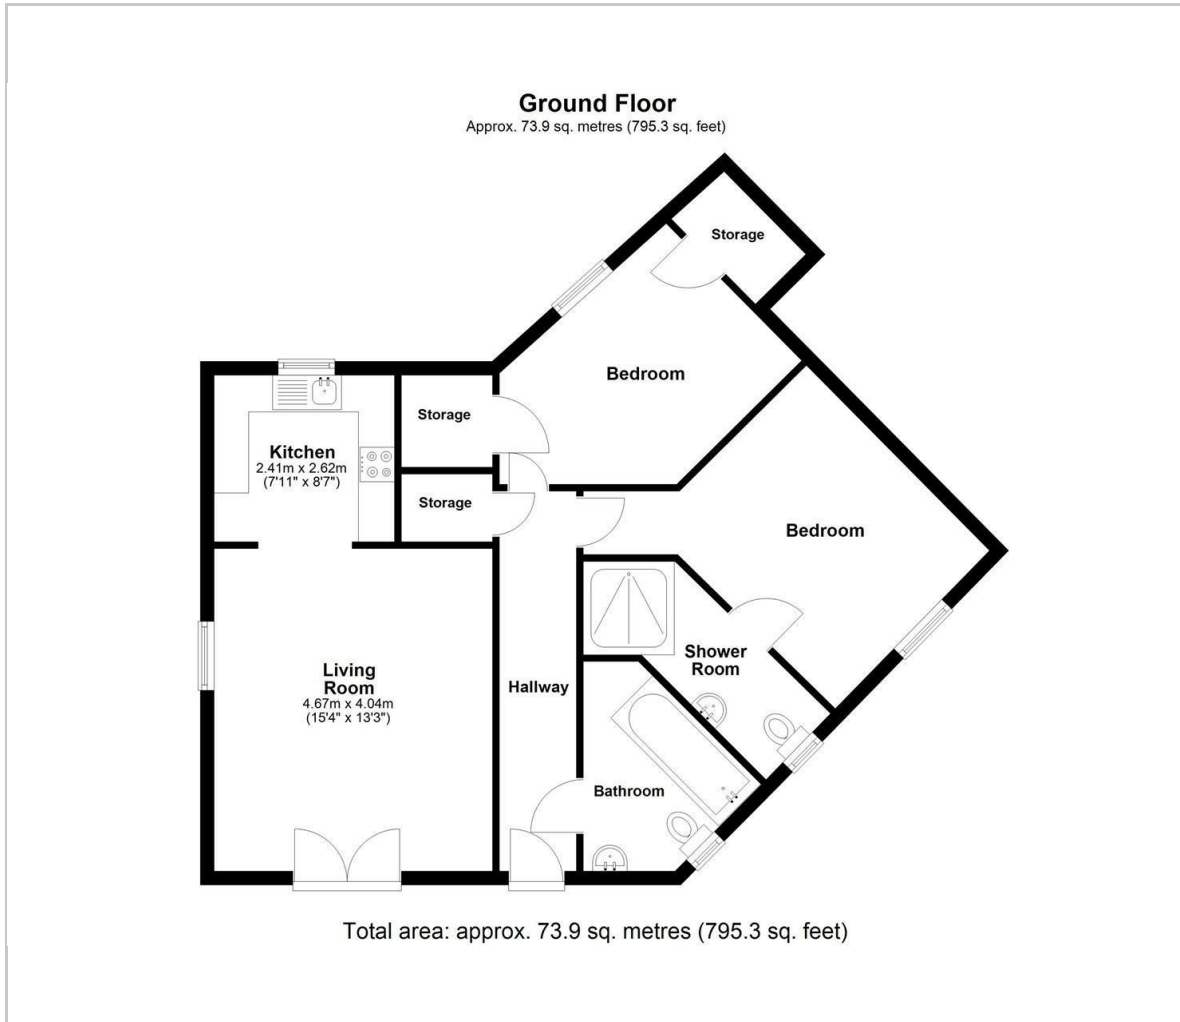 Ground Floor
Approx. 73.9 sq. metres (795.3 sq. feet)
Storage
Bedroom
Storage
Kitchen
2.41m x 2.62m
(7'11" x 8'7")
Storage
Bedroom
Shower
Room
Living
Room
4.67m x 4.04m
(15'4" x 13'3")
Hallway
Bathroom
Total area: approx. 73.9 sq. metres (795.3 sq. feet)